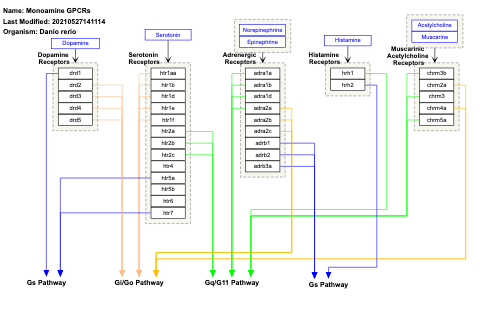 Name: Monoamine GPCRs
Last Modified: 20210527141114
Organism: Danio rerio
Dopamine
Serotonin
Norepinephrine
Epinephrine
Histamine
Acetylcholine
Muscarine
Dopamine
Receptors
Serotonin
Receptors
Adrenergic
Receptors
Histamine
Receptors
Muscarinic
Acetylcholine
Receptors
drd1
drd2
drd3
drd4
drd5
htr1aa
htr1b
htr1d
htr1e
htr1f
htr2a
htr2b
htr2c
htr4
htr5a
htr5b
htr6
htr7
adra1a
adra1b
adra1d
adra2a
adra2b
adra2c
adrb1
adrb2
adrb3a
hrh1
hrh2
chrm3b
chrm2a
chrm3
chrm4a
chrm5a
Gs Pathway
Gi/Go Pathway
Gq/G11 Pathway
Gs Pathway